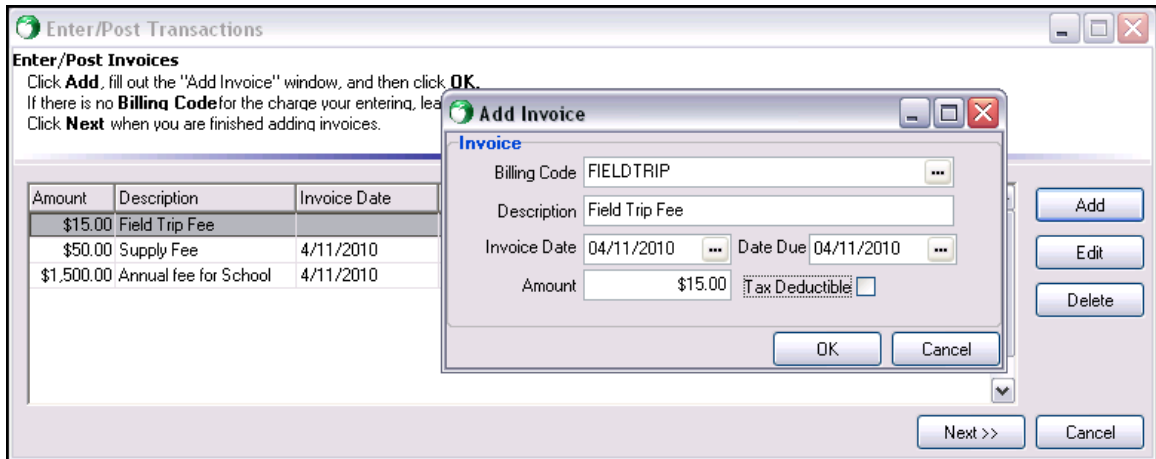 Enter/Post Transactions
Enter/Post Invoices
Click Add, fill out the "Add Invoice" window, and then click OK.
If there is no Billing Code for the charge your entering, lea
Click Next when you are finished adding invoices.
Amount Description Invoice Date
$15.00 Field Trip Fee
$50.00 Supply Fee 4/11/2010
$1,500.00 Annual fee for School 4/11/2010
Add
Edit
Delete
Next >> Cancel
Add Invoice
Invoice
Billing Code FIELDTRIP ...
Description Field Trip Fee
Invoice Date 04/11/2010 ... Date Due 04/11/2010 ...
Amount $15.00 Tax Deductible
OK Cancel